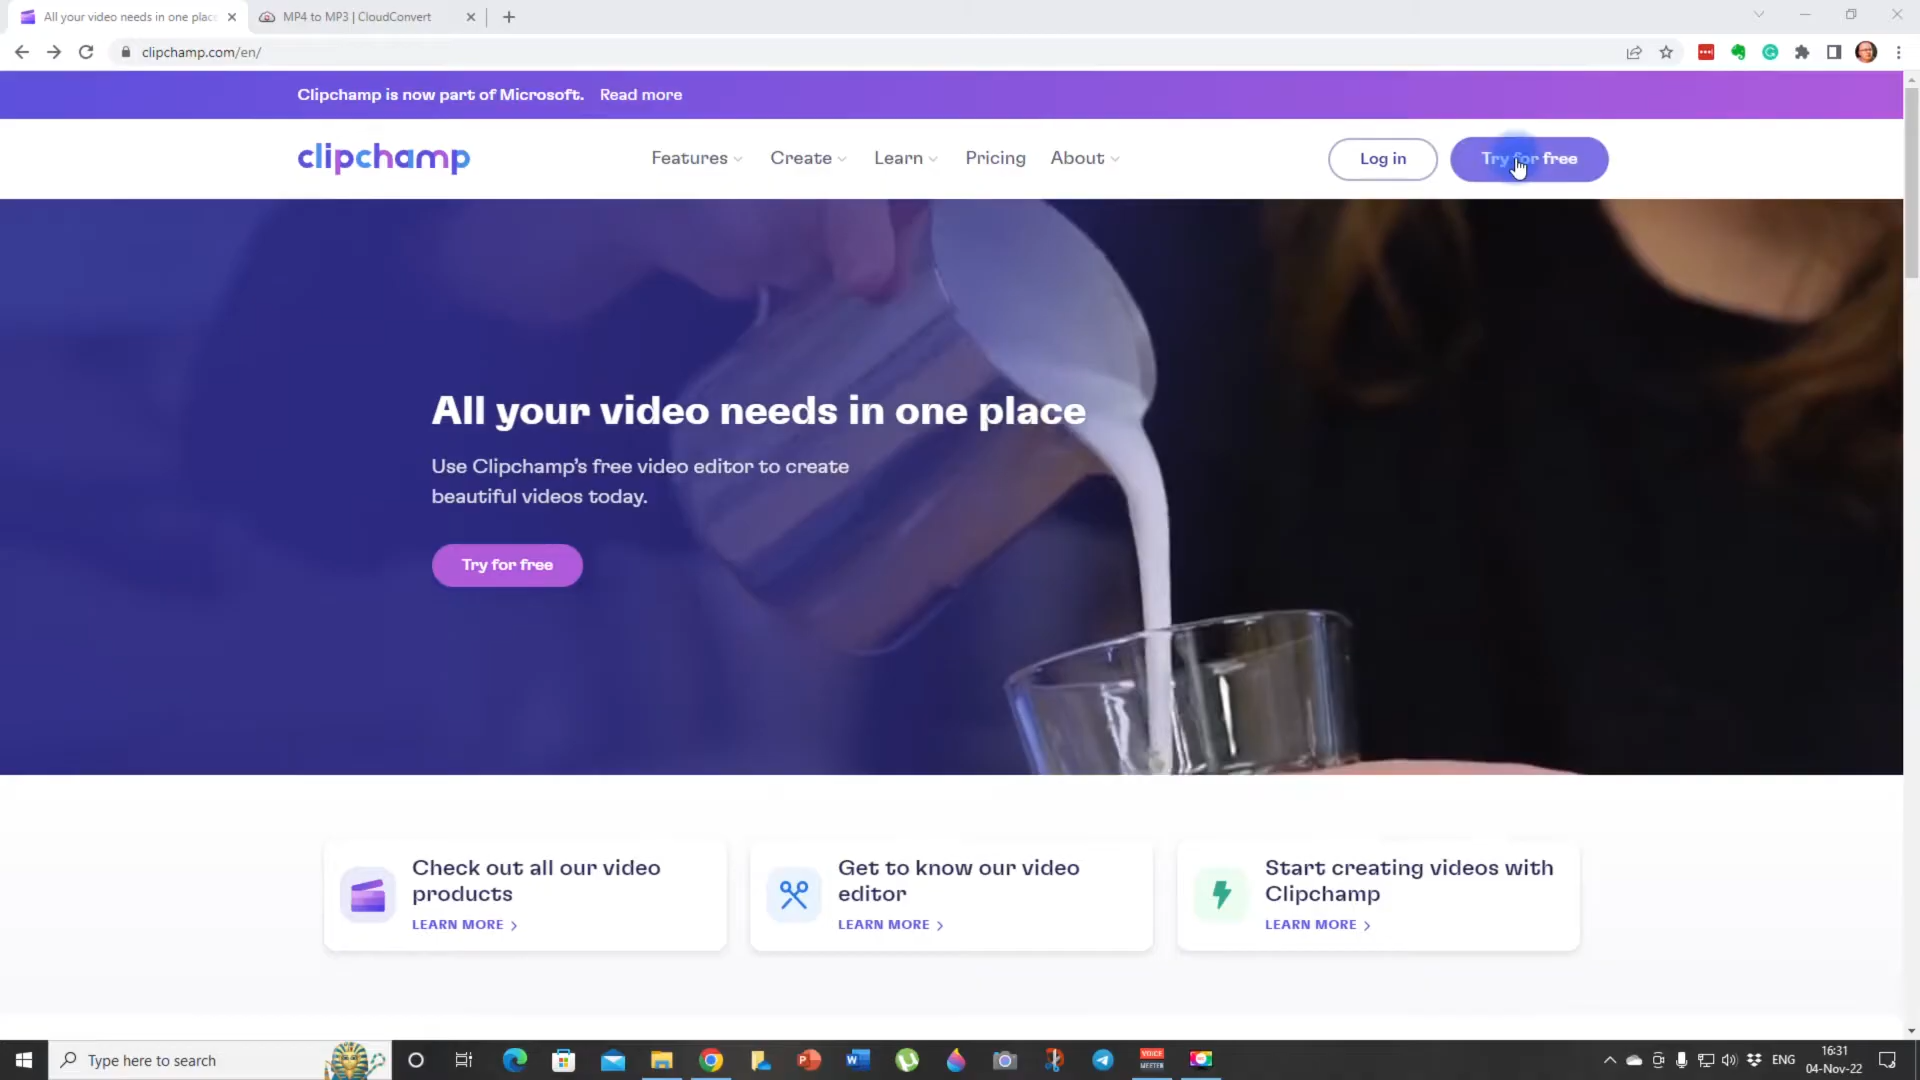 All your video needs in one place
MP4 to MP3 | CloudConvert
clipchamp.com/en/
Clipchamp is now part of Microsoft. Read more
clipchamp
Features Create Learn Pricing About
Log in
Try for free
All your video needs in one place
Use Clipchamp's free video editor to create
beautiful videos today.
Try for free
Check out all our video
products
LEARN MORE >
Get to know our video
editor
LEARN MORE >
Start creating videos with
Clipchamp
LEARN MORE >
Type here to search
VOICE
ENG
16:31
04-Nov-22